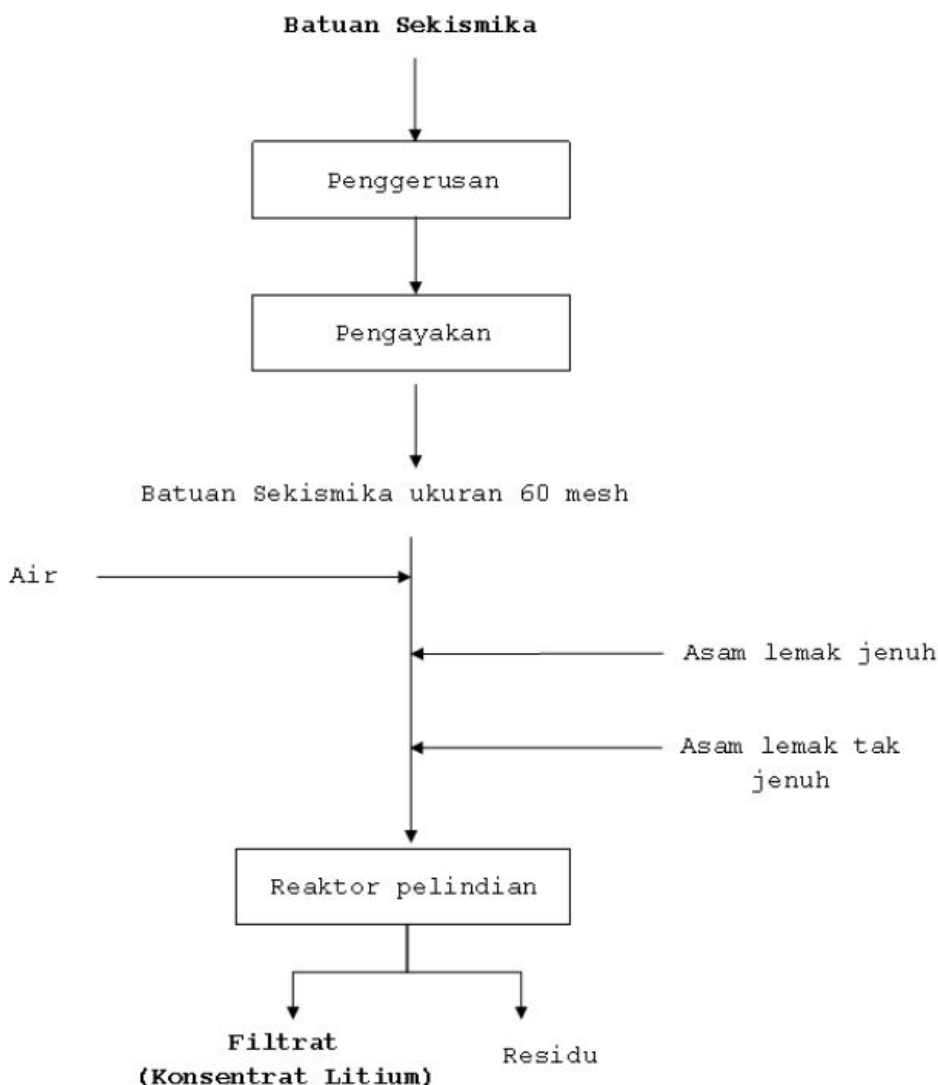 Batuan Sekismika
Penggerusan
Pengayakan
Batuan Sekismika ukuran 60 mesh
Air
Asam lemak jenuh
Asam lemak tak
jenuh
Reaktor pelindian
Filtrat
(Konsentrat Litium)
Residu